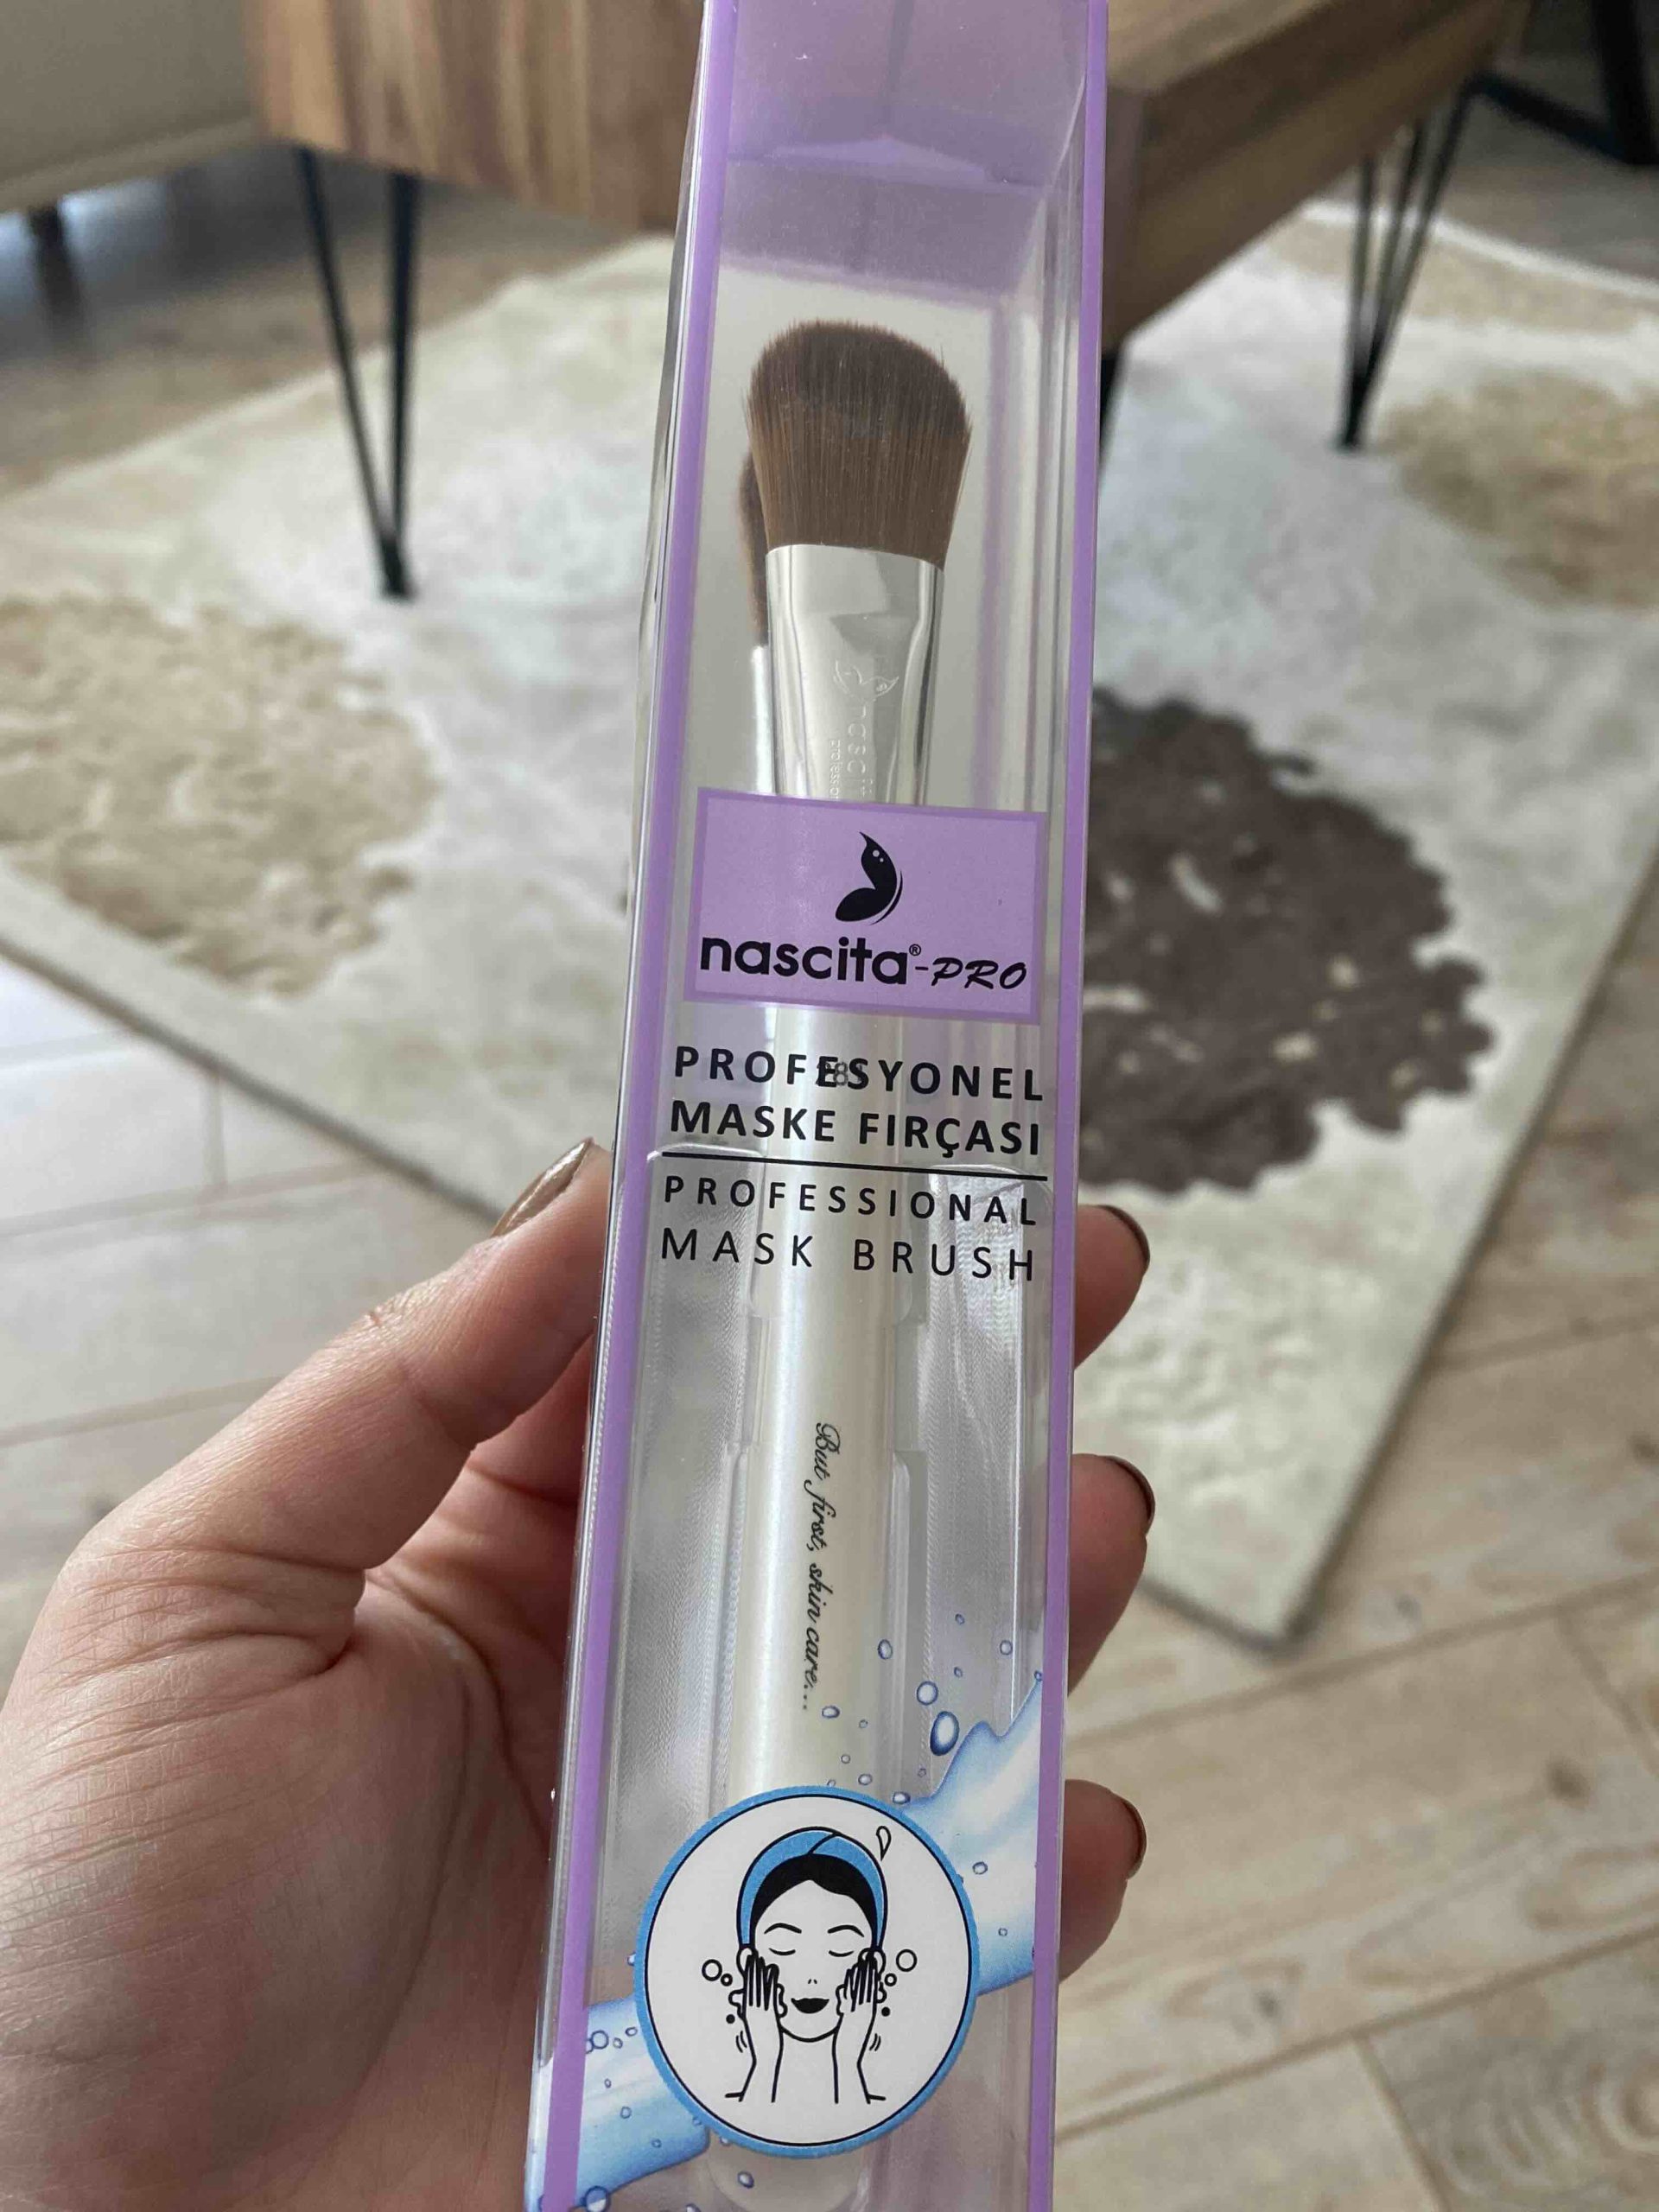 nascita®-PRO
PROFESYONEL
MASKE FIRÇASI
PROFESSIONAL
MASK BRUSH
But first, skin care...